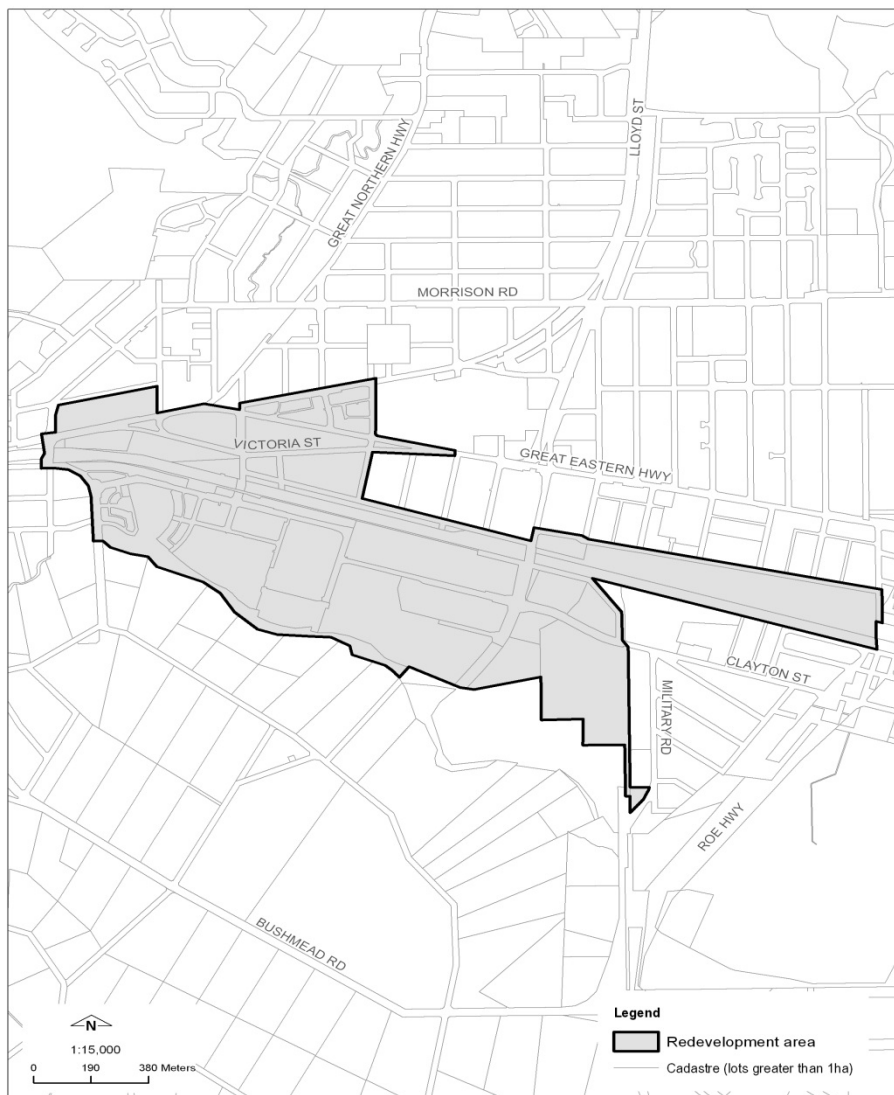 GREAT NORTHERN HWY
LLOYD ST
MORRISON RD
VICTORIA ST
GREAT EASTERN HWY
CLAYTON ST
MILITARY RD
ROE HWY
BUSHMEAD RD
N
1:15,000
0 190 380 Meters
Legend
Redevelopment area
Cadastre (lots greater than 1ha)